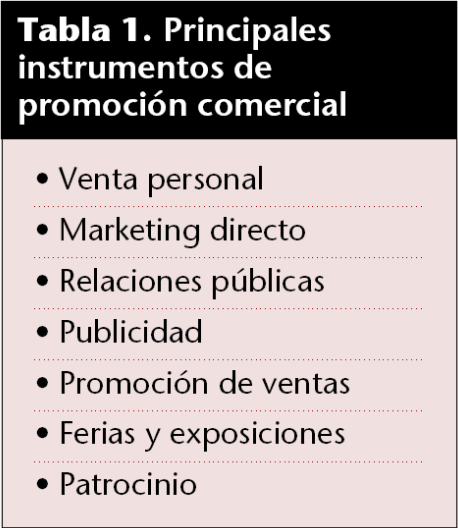 Tabla 1. Principales
instrumentos de
promoción comercial
• Venta personal
• Marketing directo
• Relaciones públicas
• Publicidad
• Promoción de ventas
• Ferias y exposiciones
• Patrocinio